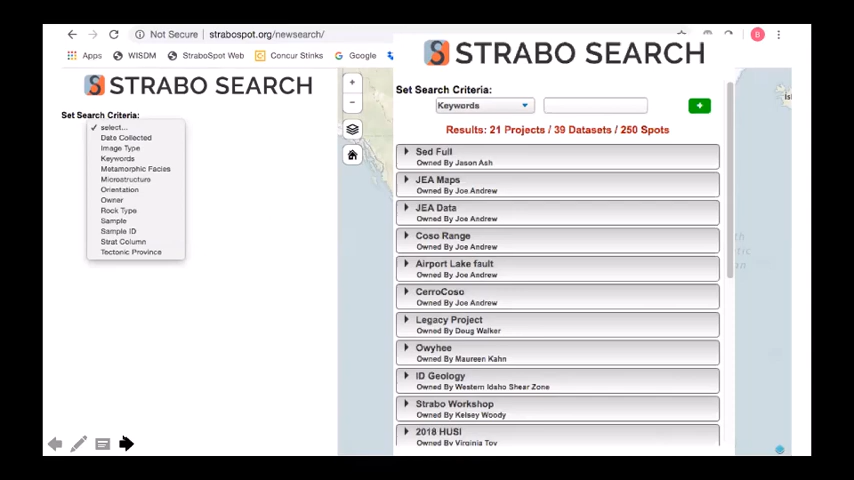 Not Secure | strabospot.org/newsearch/
Apps WISDM StraboSpot Web Concur Stinks Google
STRABO SEARCH
Set Search Criteria:
✓ select...
Date Collected
Image Type
Keywords
Metamorphic Facies
Microstructure
Orientation
Owner
Rock Type
Sample
Sample ID
Strat Column
Tectonic Province
+
−
STRABO SEARCH
Set Search Criteria:
Keywords
+
Results: 21 Projects / 39 Datasets / 250 Spots
Sed Full
Owned By Jason Ash
JEA Maps
Owned By Joe Andrew
JEA Data
Owned By Joe Andrew
Coso Range
Owned By Joe Andrew
Airport Lake fault
Owned By Joe Andrew
CerroCoso
Owned By Joe Andrew
Legacy Project
Owned By Doug Walker
Owyhee
Owned By Maureen Kahn
ID Geology
Owned By Western Idaho Shear Zone
Strabo Workshop
Owned By Kelsey Woody
2018 HUSI
Owned By Virginia Toy
B